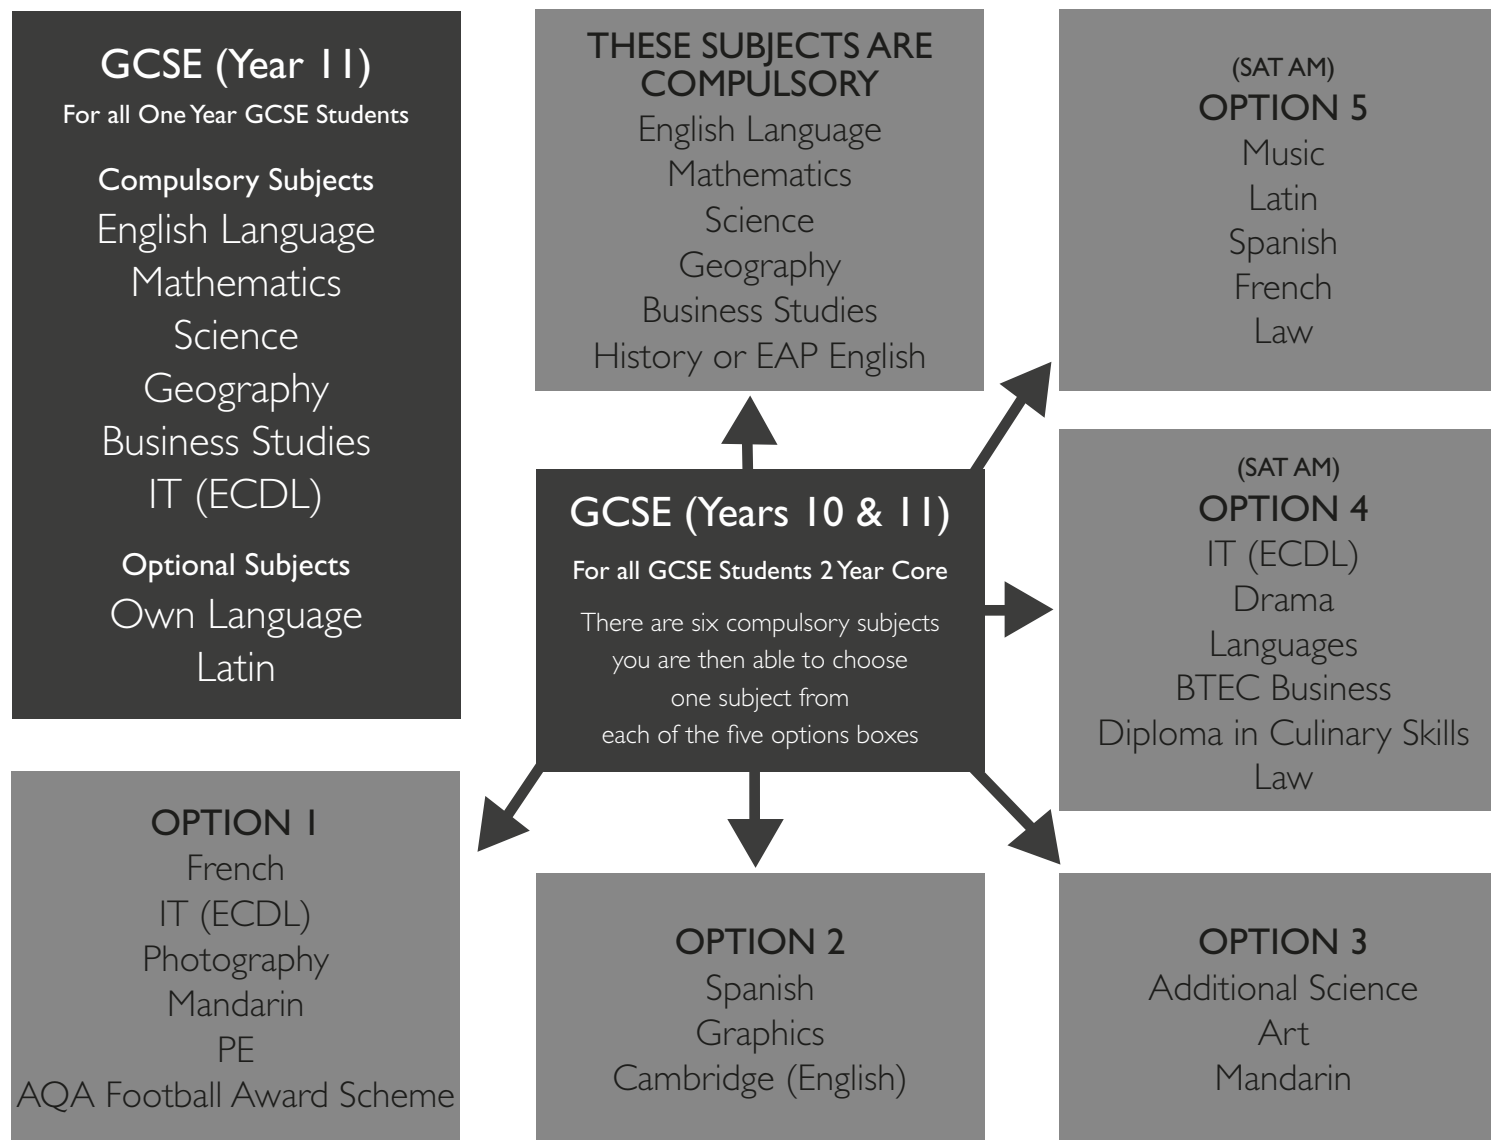 GCSE (Year 11)
For all One Year GCSE Students
Compulsory Subjects
English Language
Mathematics
Science
Geography
Business Studies
IT (ECDL)
Optional Subjects
Own Language
Latin
THESE SUBJECTS ARE
COMPULSORY
English Language
Mathematics
Science
Geography
Business Studies
History or EAP English
(SAT AM)
OPTION 5
Music
Latin
Spanish
French
Law
GCSE (Years 10 & 11)
For all GCSE Students 2 Year Core
There are six compulsory subjects
you are then able to choose
one subject from
each of the five options boxes
(SAT AM)
OPTION 4
IT (ECDL)
Drama
Languages
BTEC Business
Diploma in Culinary Skills
Law
OPTION 1
French
IT (ECDL)
Photography
Mandarin
PE
AQA Football Award Scheme
OPTION 2
Spanish
Graphics
Cambridge (English)
OPTION 3
Additional Science
Art
Mandarin